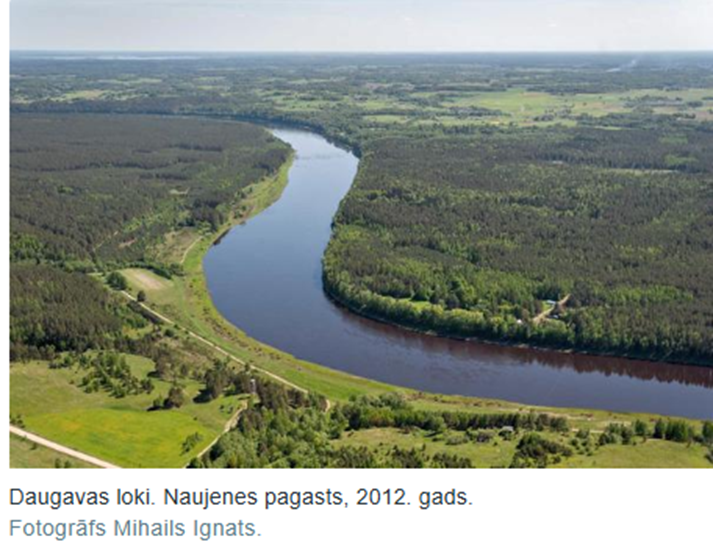 Daugavas loki. Naujenes pagasts, 2012. gads.
Fotogrāfs Mihails Ignats.